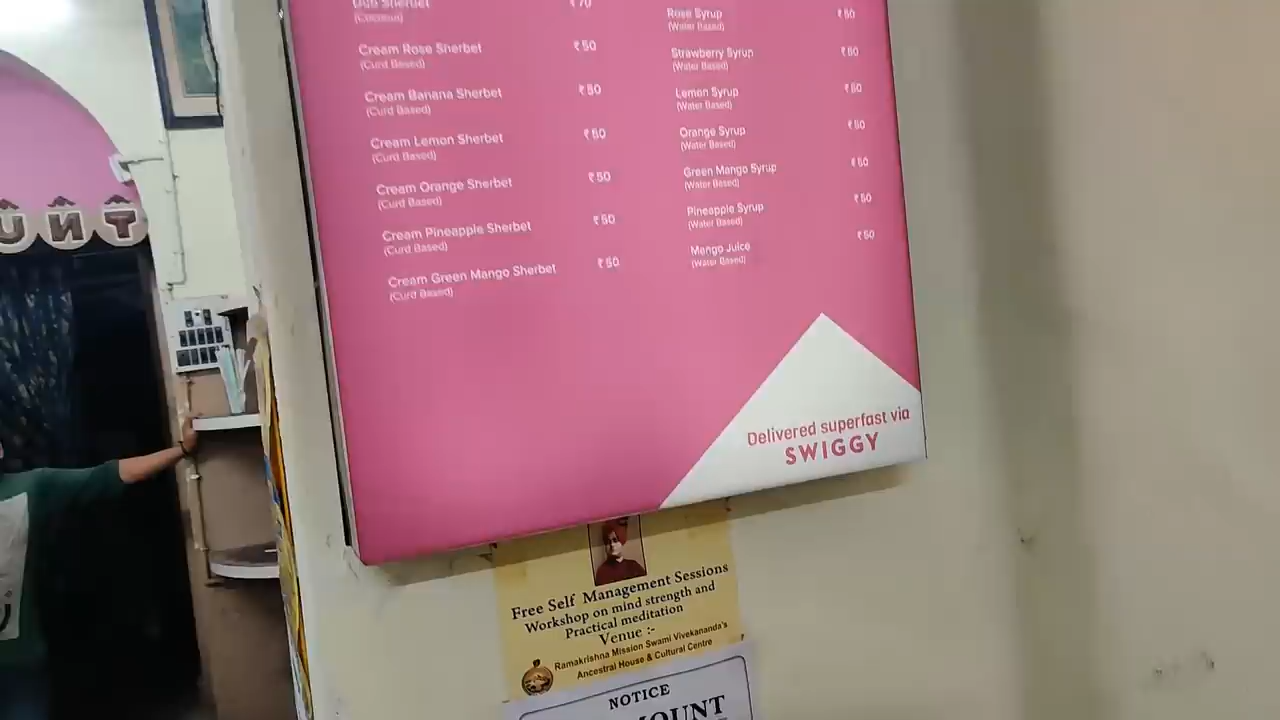 Dub Sherbet
(Coconut)
₹70
Cream Rose Sherbet
(Curd Based)
₹50
Cream Banana Sherbet
(Curd Based)
₹50
Cream Lemon Sherbet
(Curd Based)
₹50
Cream Orange Sherbet
(Curd Based)
₹50
Cream Pineapple Sherbet
(Curd Based)
₹50
Cream Green Mango Sherbet
(Curd Based)
₹50
Rose Syrup
(Water Based)
₹50
Strawberry Syrup
(Water Based)
₹50
Lemon Syrup
(Water Based)
₹50
Orange Syrup
(Water Based)
₹50
Green Mango Syrup
(Water Based)
₹50
Pineapple Syrup
(Water Based)
₹50
Mango Juice
(Water Based)
₹50
Delivered superfast via
SWIGGY
UNT
Free Self Management Sessions
Workshop on mind strength and
Practical meditation
Venue :-
Ramakrishna Mission Swami Vivekananda's
Ancestral House & Cultural Centre
NOTICE
MOUNT